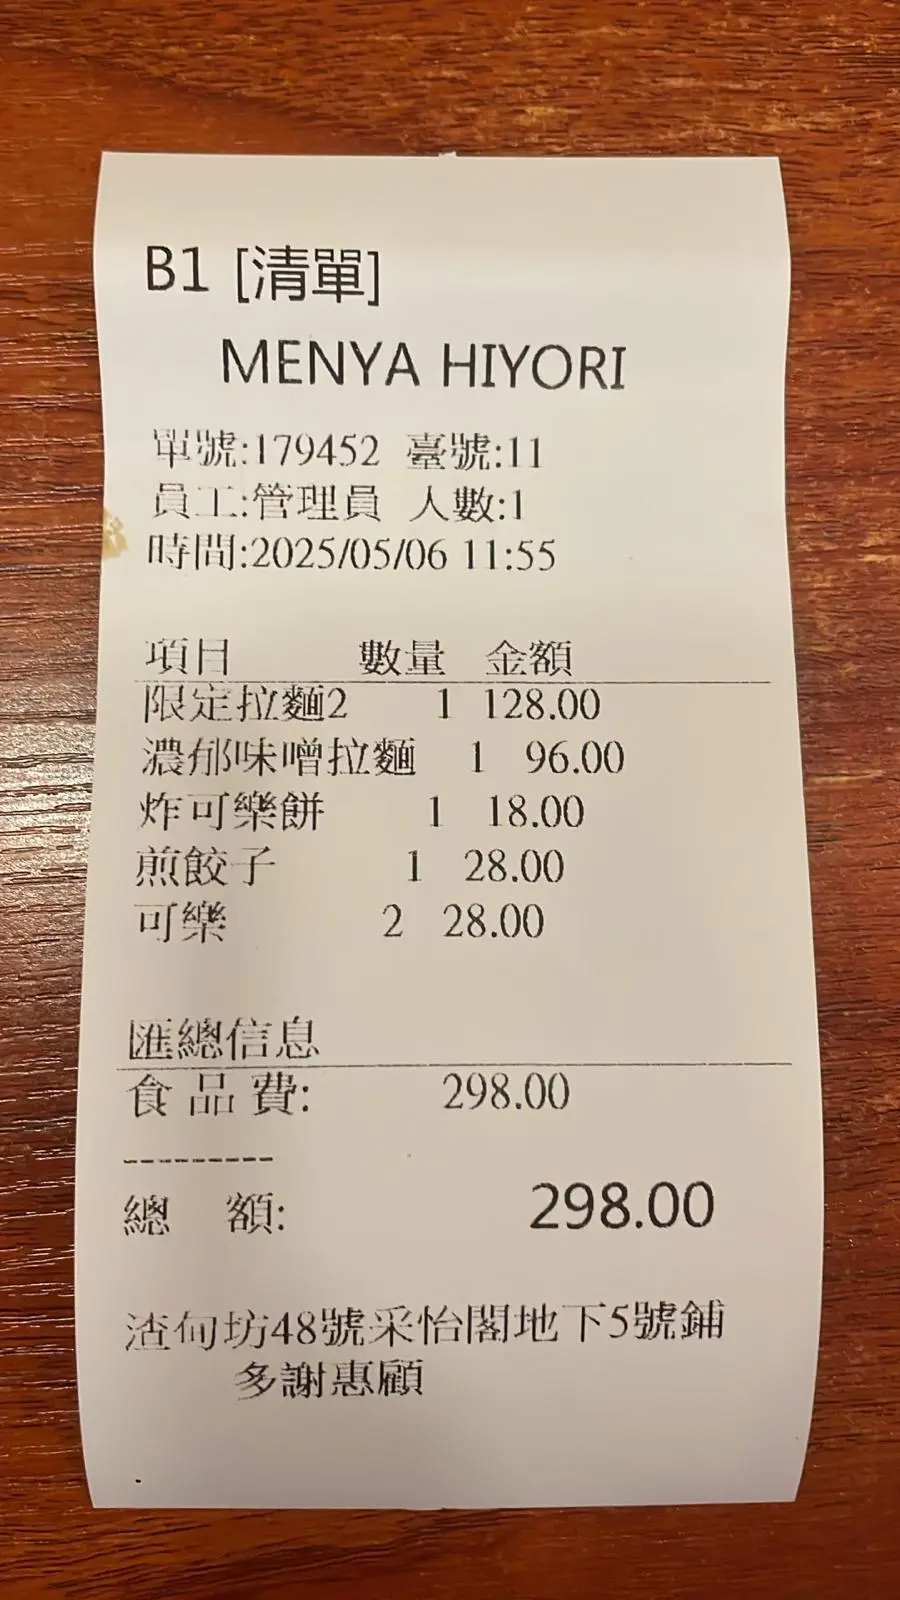 B1 [清單]
MENYA HIYORI
單號:179452 臺號:11
員工:管理員 人數:1
時間:2025/05/06 11:55
項目 數量 金額
限定拉麵2 1 128.00
濃郁味噌拉麵 1 96.00
炸可樂餅 1 18.00
煎餃子 1 28.00
可樂 2 28.00
匯總信息
食品費: 298.00
----------
總 額: 298.00
渣甸坊48號采怡閣地下5號鋪
多謝惠顧